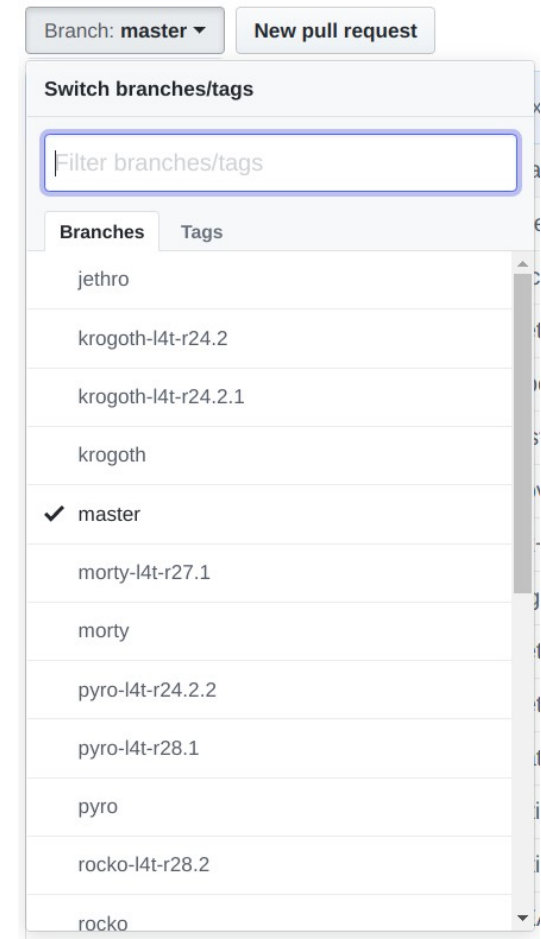 Branch: master New pull request
Switch branches/tags
Filter branches/tags
Branches Tags
jethro
krogoth-l4t-r24.2
krogoth-l4t-r24.2.1
krogoth
master
morty-l4t-r27.1
morty
pyro-l4t-r24.2.2
pyro-l4t-r28.1
pyro
rocko-l4t-r28.2
rocko